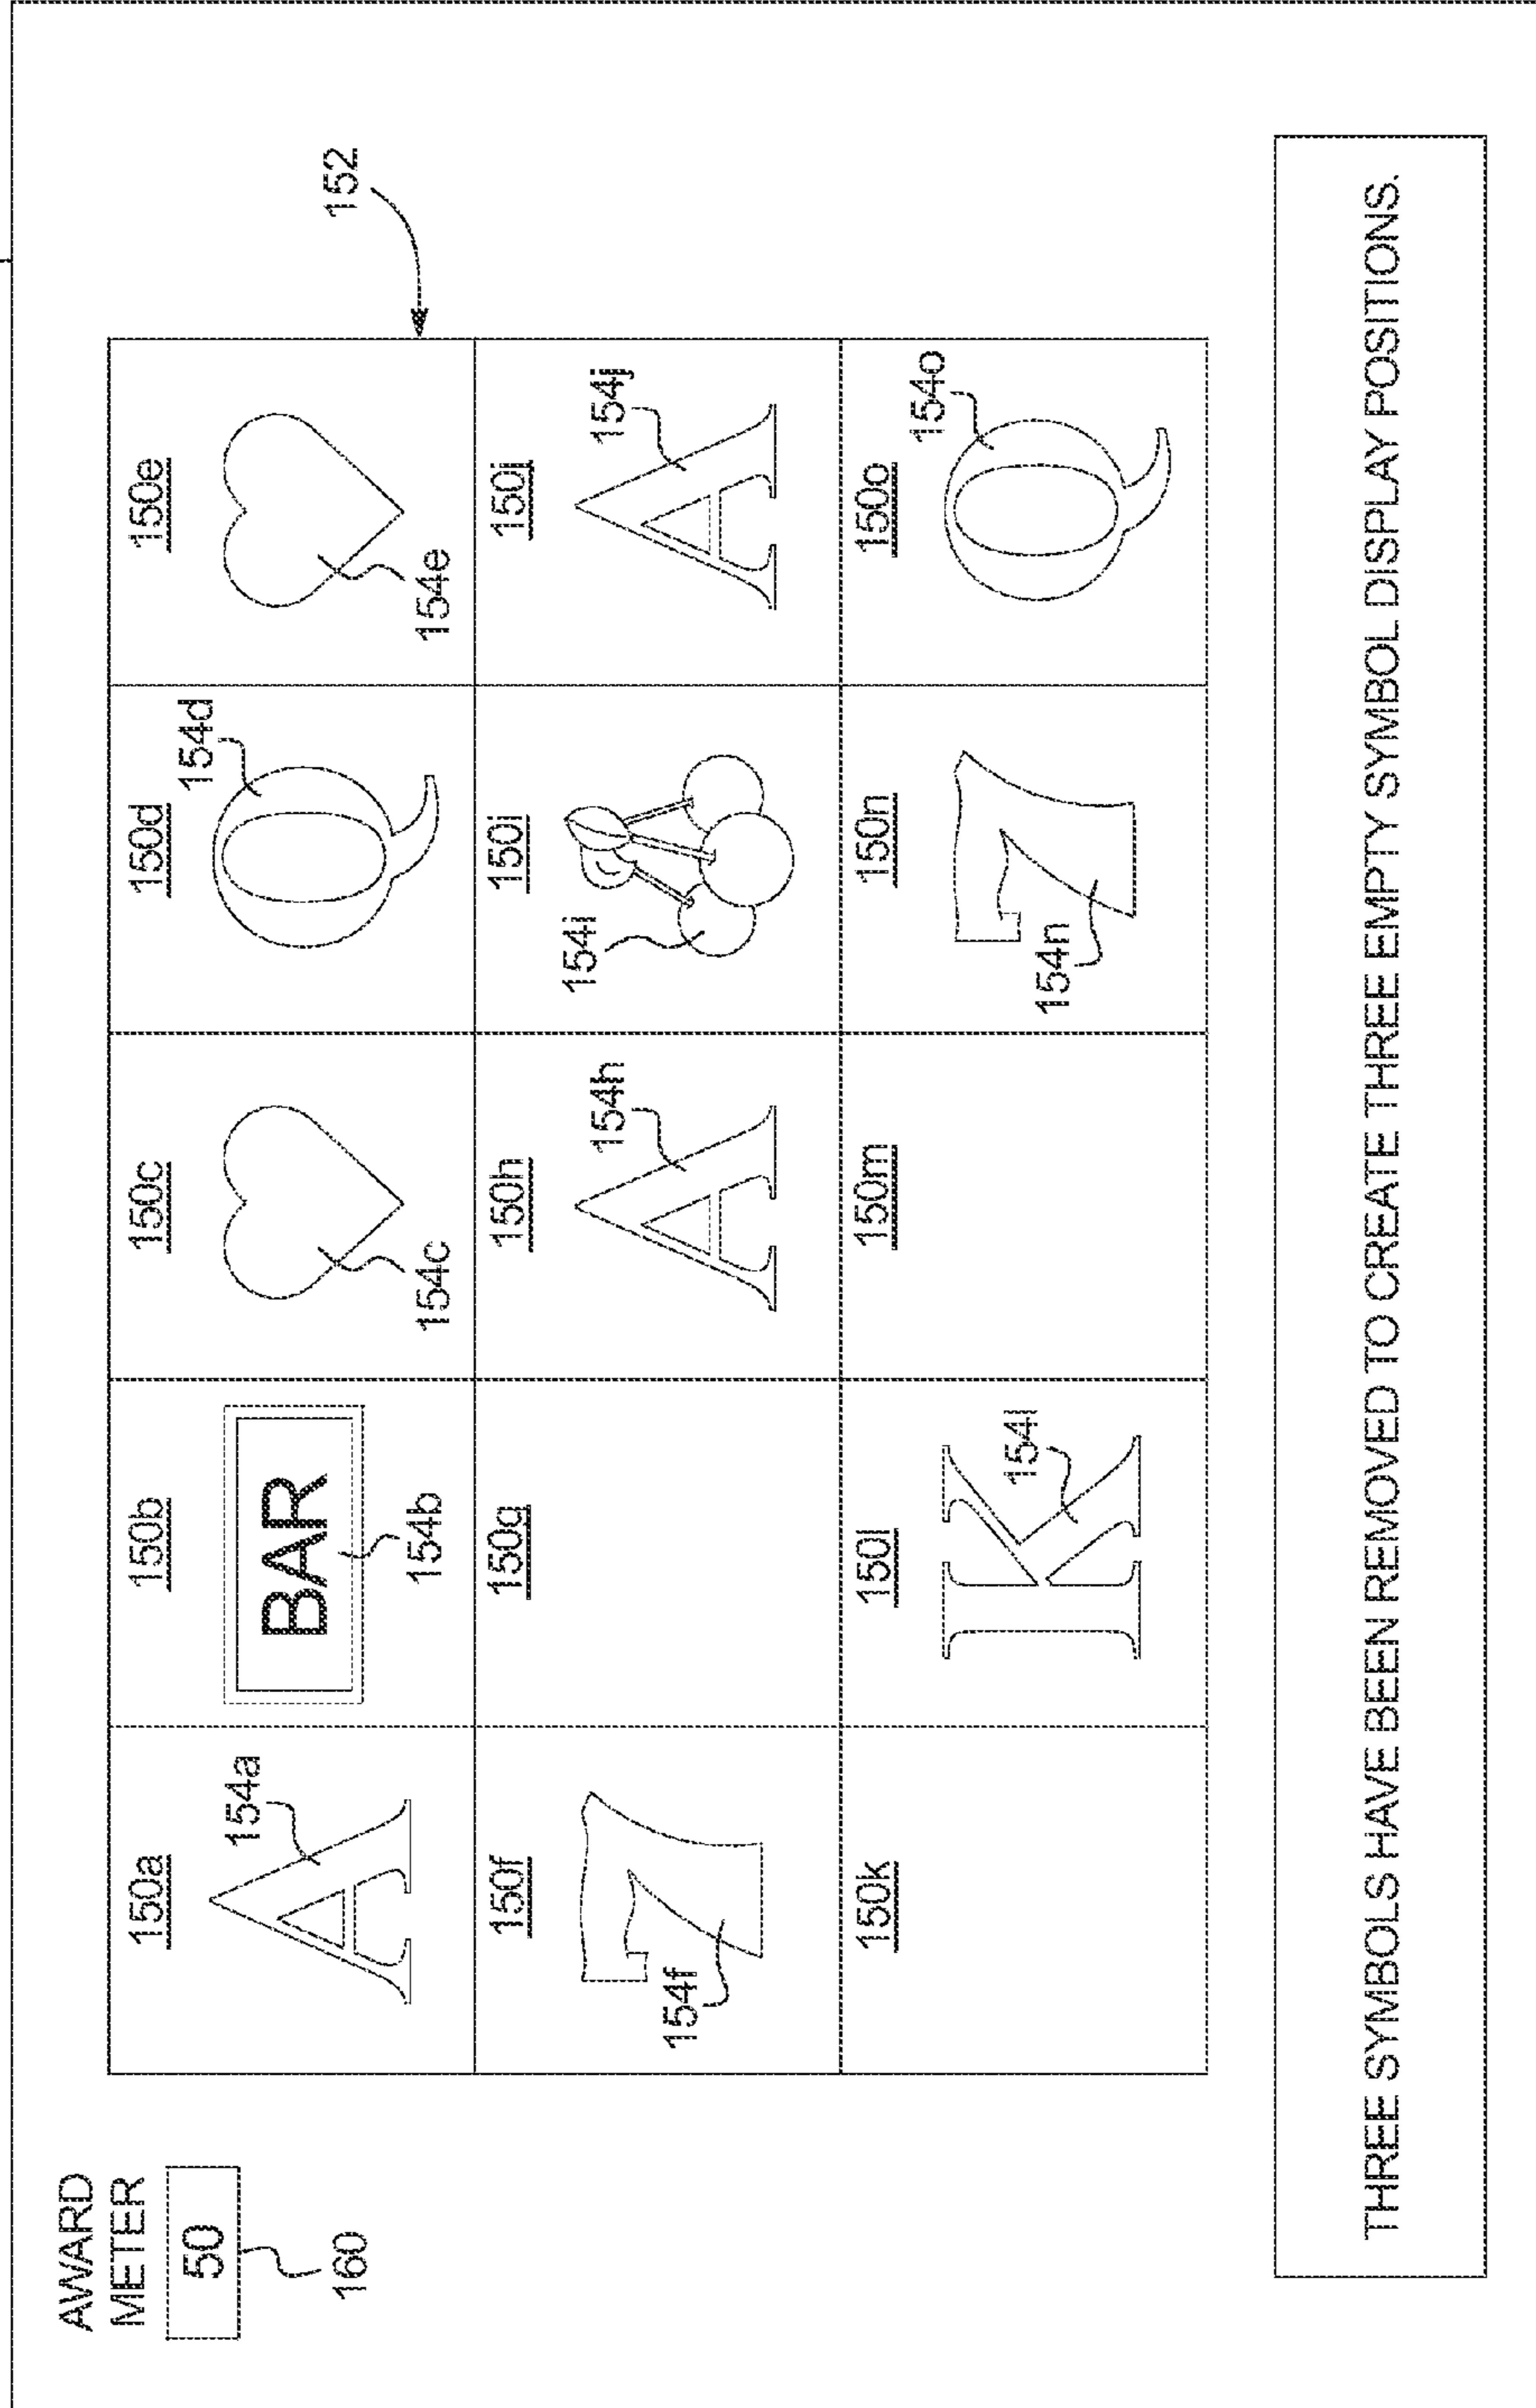 AWARD
METER
50
160
152
150a
154a
150b
BAR
154b
150c
154c
150d
154d
150e
154e
150f
154f
150g
150h
154h
150i
154i
150j
154j
150k
150l
154l
150m
150n
154n
150o
154o
THREE SYMBOLS HAVE BEEN REMOVED TO CREATE THREE EMPTY SYMBOL DISPLAY POSITIONS.
A
7
Q
A
A
K
7
Q